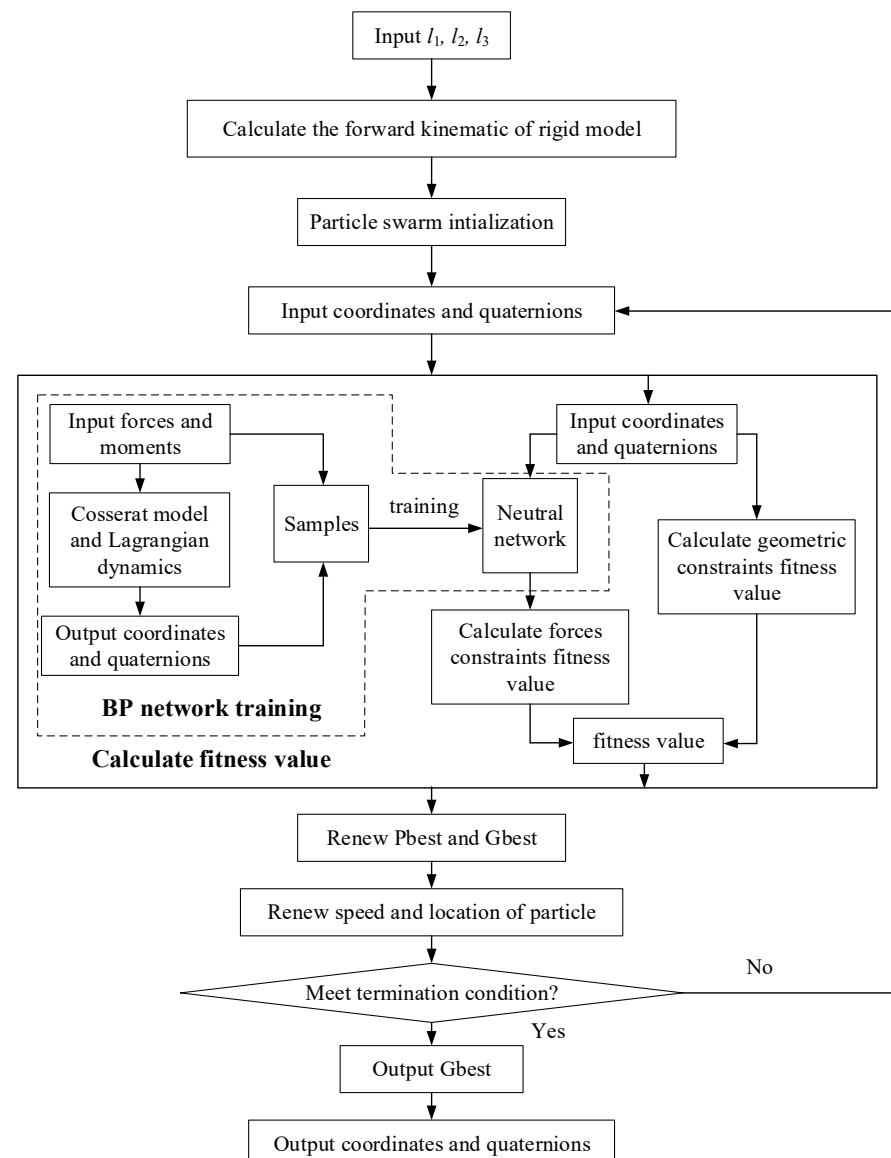 Input l1, l2, l3
Calculate the forward kinematic of rigid model
Particle swarm intialization
Input coordinates and quaternions
Input forces and
moments
Cosserat model
and Lagrangian
dynamics
Output coordinates
and quaternions
Samples
training
BP network training
Input coordinates
and quaternions
Neutral
network
Calculate geometric
constraints fitness
value
Calculate forces
constraints fitness
value
fitness value
Calculate fitness value
Renew Pbest and Gbest
Renew speed and location of particle
Meet termination condition?
No
Yes
Output Gbest
Output coordinates and quaternions